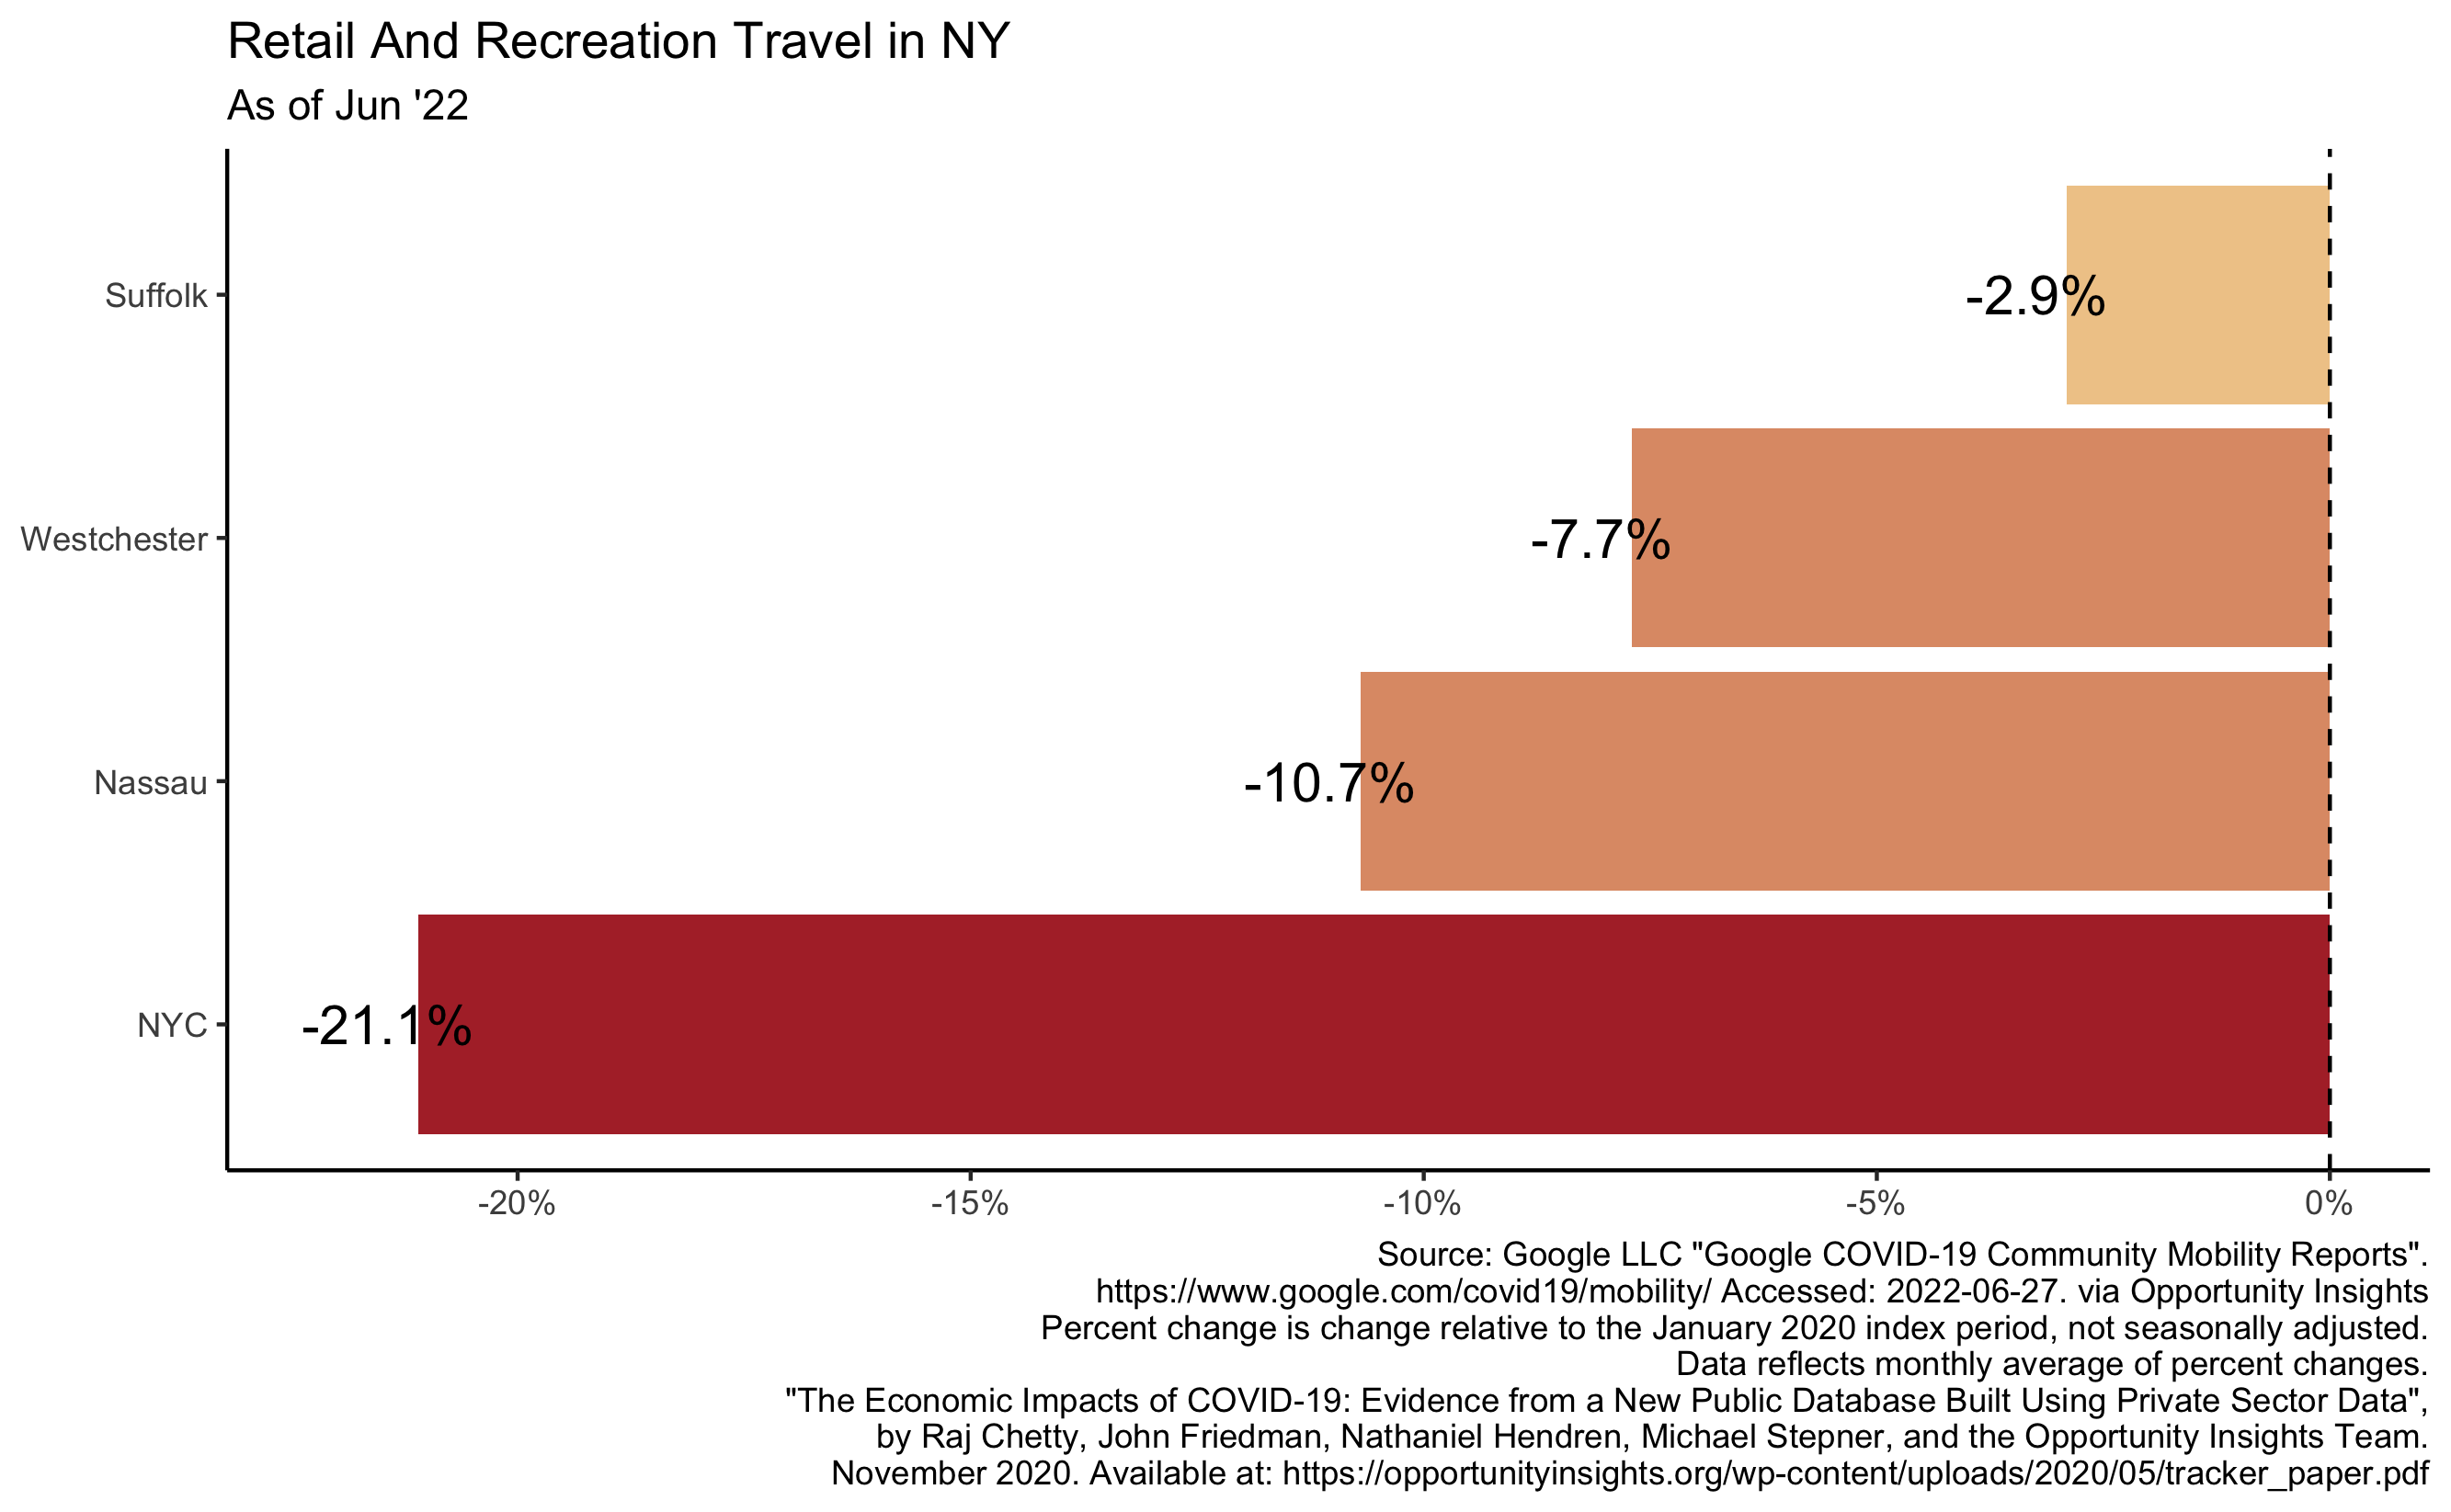 Retail And Recreation Travel in NY
As of Jun '22
Suffolk
-2.9%
Westchester
-7.7%
Nassau
-10.7%
NYC
-21.1%
-20%
-15%
-10%
-5%
0%
Source: Google LLC "Google COVID-19 Community Mobility Reports".
https://www.google.com/covid19/mobility/ Accessed: 2022-06-27. via Opportunity Insights
Percent change is change relative to the January 2020 index period, not seasonally adjusted.
Data reflects monthly average of percent changes.
"The Economic Impacts of COVID-19: Evidence from a New Public Database Built Using Private Sector Data",
by Raj Chetty, John Friedman, Nathaniel Hendren, Michael Stepner, and the Opportunity Insights Team.
November 2020. Available at: https://opportunityinsights.org/wp-content/uploads/2020/05/tracker_paper.pdf